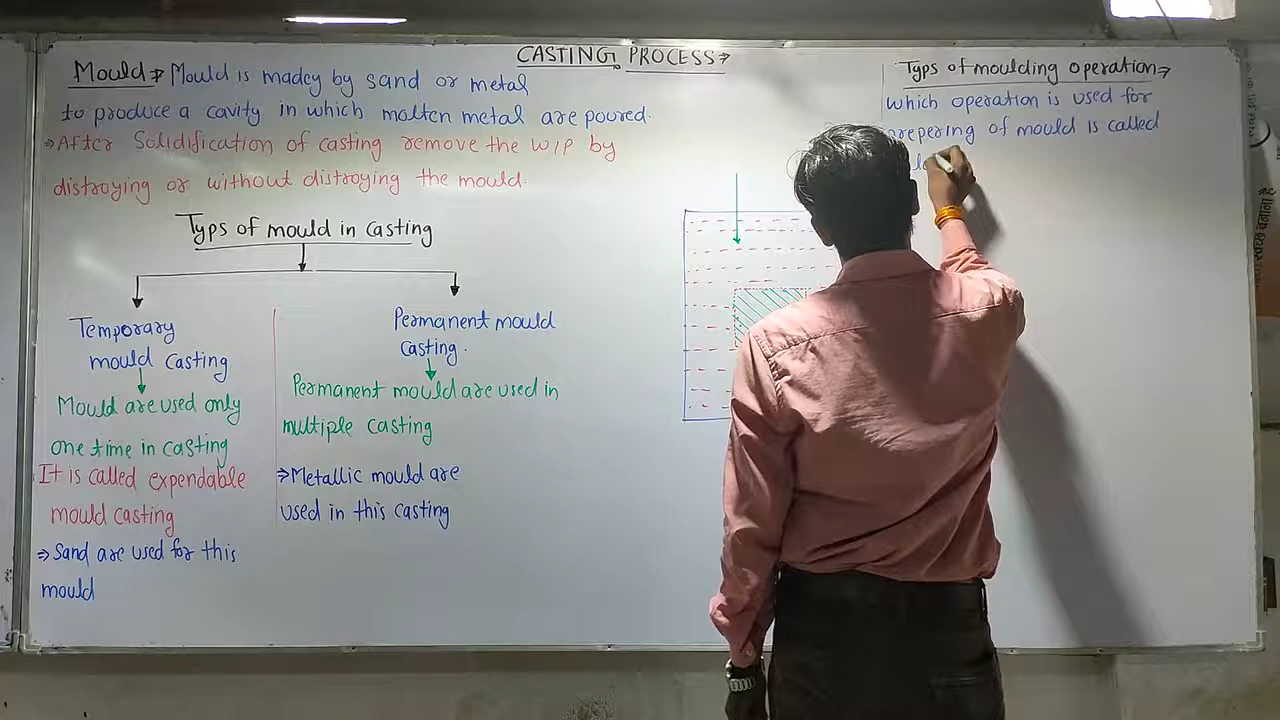 CASTING PROCESS→
Mould→ Mould is madey by sand or metal
to produce a cavity in which molten metal are poured.
→After Solidification of casting remove the W/P by
distroying or without distroying the mould.
Typs of mould in casting
Temporary
mould casting
Mould are used only
one time in casting
It is called expendable
mould casting
⇒Sand are used for this
mould
Permanent mould
casting.
Permanent mould are used in
multiple casting
⇒Metallic mould are
used in this casting
Typs of moulding operation→
which operation is used for
of mould is called